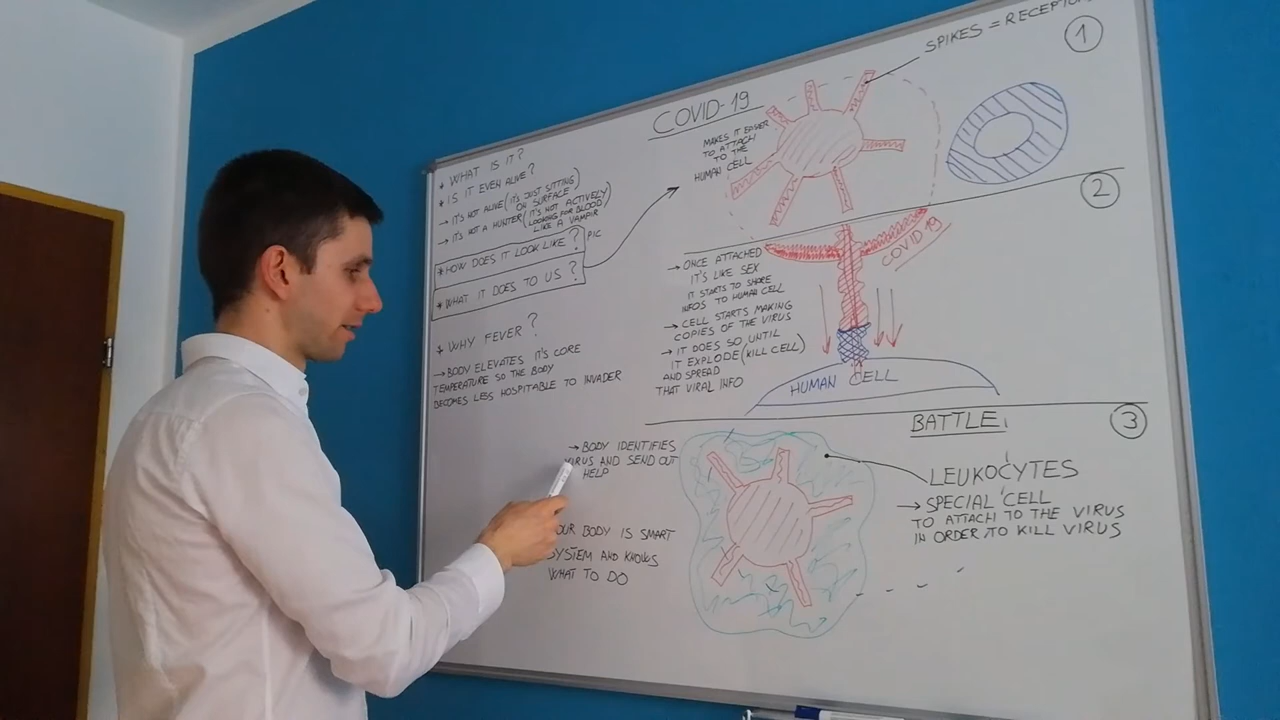 COVID-19
* WHAT IS IT?
* IS IT EVEN ALIVE?
→ IT'S NOT ALIVE (IT'S JUST SITTING
ON SURFACE)
→ IT'S NOT A HUNTER (IT'S NOT ACTIVELY
LOOKING FOR BLOOD
LIKE A VAMPAIR
* HOW DOES IT LOOK LIKE? PIC
* WHAT IT DOES TO US?
* WHY FEVER?
→ BODY ELEVATES IT'S CORE
TEMPERATURE SO THE BODY
BECOMES LESS HOSPITABLE TO INVADER
→ BODY IDENTIFIES
VIRUS AND SEND OUT
HELP
OUR BODY IS SMART
SYSTEM AND KNOWS
WHAT TO DO
SPIKES = RECEPTO
1
MAKES IT EASIER
TO ATTACH
TO THE
HUMAN CELL
2
→ ONCE ATTACHED
IT'S LIKE SEX
IT STARTS TO SHARE
INFOS TO HUMAN CELL
→ CELL STARTS MAKING
COPIES OF THE VIRUS
→ IT DOES SO UNTIL
IT EXPLODE (KILL CELL)
AND SPREAD
THAT VIRAL INFO
COVID 19
HUMAN CELL
3
BATTLE
LEUKOCYTES
→ SPECIAL CELL
TO ATTACH TO THE VIRUS
IN ORDER TO KILL VIRUS